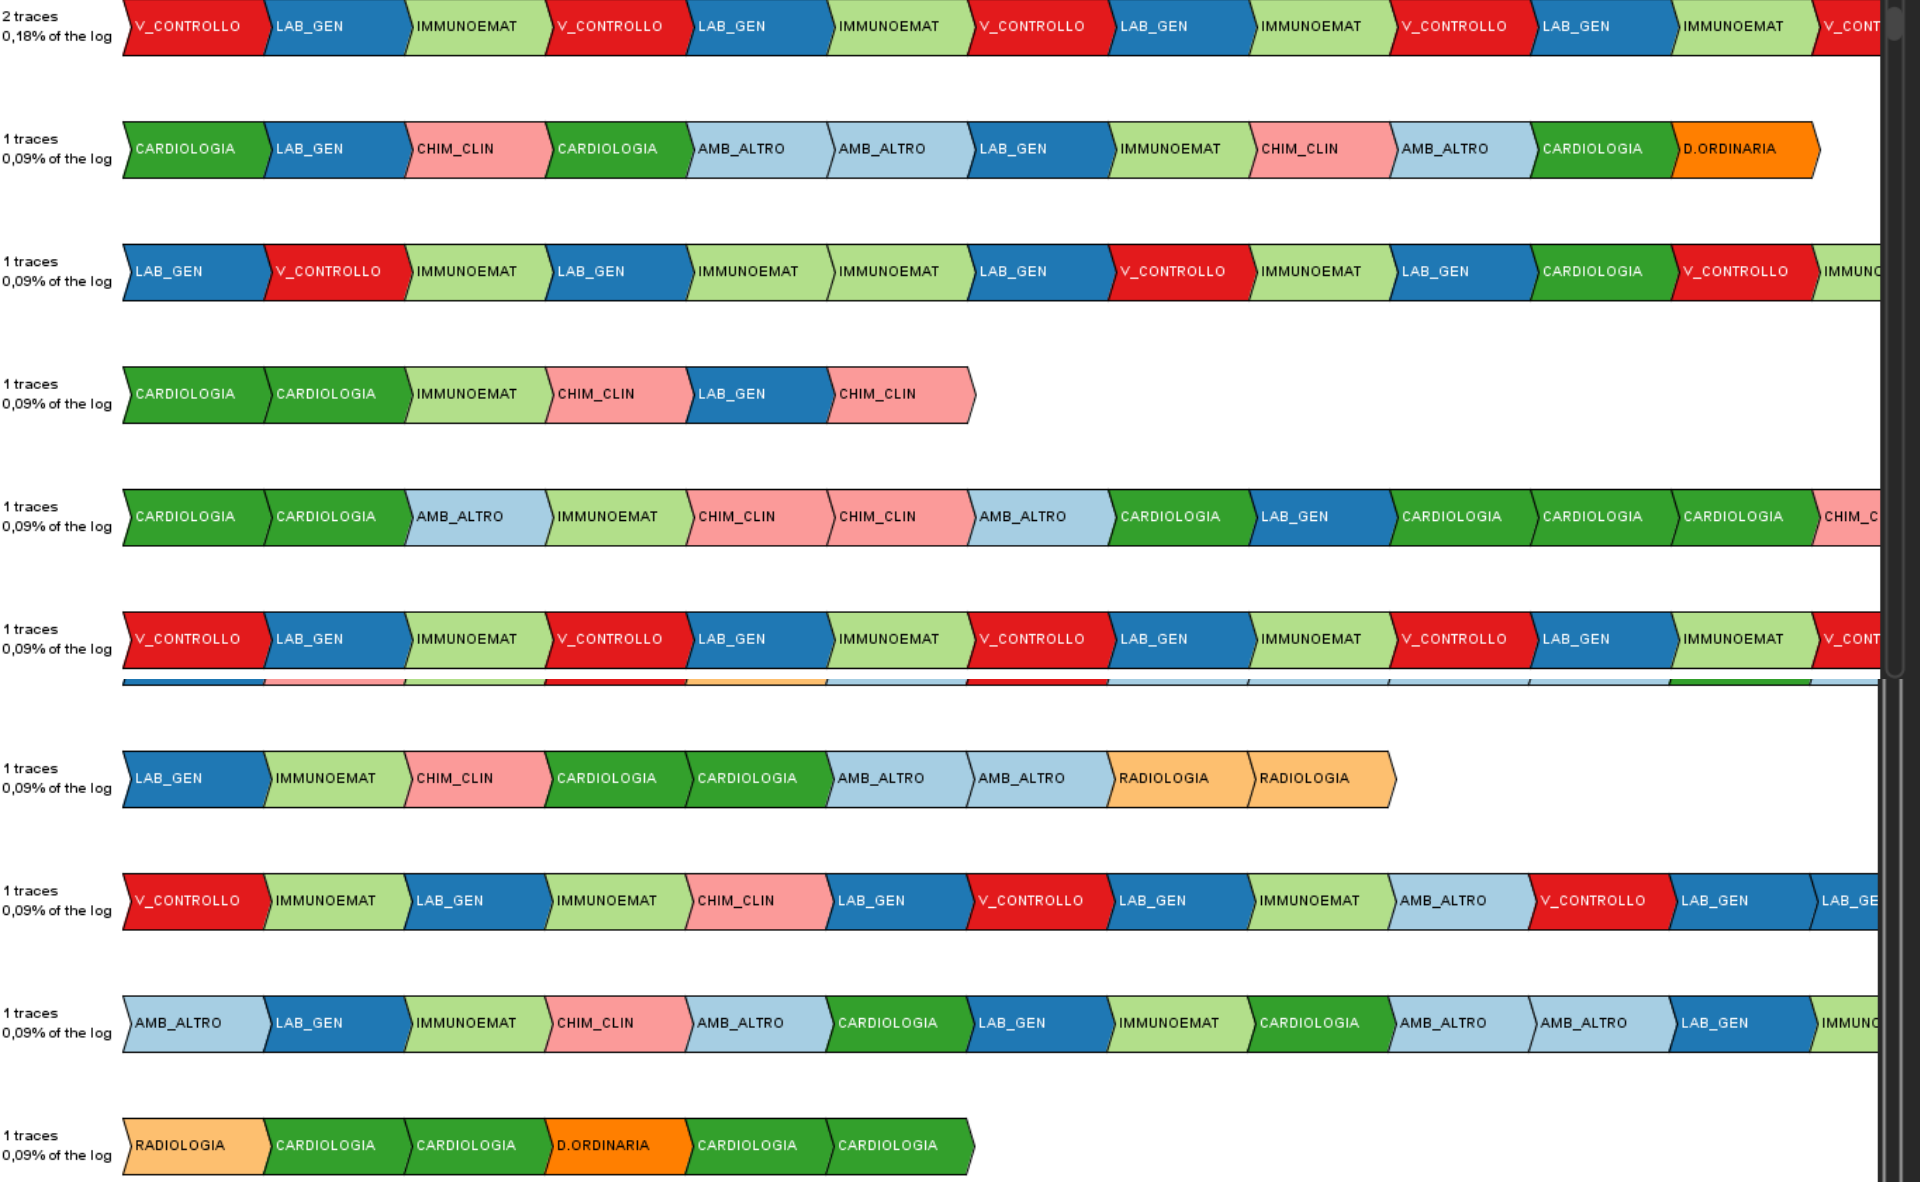 2 traces
0,18% of the log
V_CONTROLLO LAB_GEN IMMUNOEMAT V_CONTROLLO LAB_GEN IMMUNOEMAT V_CONTROLLO LAB_GEN IMMUNOEMAT V_CONTROLLO LAB_GEN IMMUNOEMAT V_CONT
1 traces
0,09% of the log
CARDIOLOGIA LAB_GEN CHIM_CLIN CARDIOLOGIA AMB_ALTRO AMB_ALTRO LAB_GEN IMMUNOEMAT CHIM_CLIN AMB_ALTRO CARDIOLOGIA D.ORDINARIA
1 traces
0,09% of the log
LAB_GEN V_CONTROLLO IMMUNOEMAT LAB_GEN IMMUNOEMAT IMMUNOEMAT LAB_GEN V_CONTROLLO IMMUNOEMAT LAB_GEN CARDIOLOGIA V_CONTROLLO IMMUNO
1 traces
0,09% of the log
CARDIOLOGIA CARDIOLOGIA IMMUNOEMAT CHIM_CLIN LAB_GEN CHIM_CLIN
1 traces
0,09% of the log
CARDIOLOGIA CARDIOLOGIA AMB_ALTRO IMMUNOEMAT CHIM_CLIN CHIM_CLIN AMB_ALTRO CARDIOLOGIA LAB_GEN CARDIOLOGIA CARDIOLOGIA CARDIOLOGIA CHIM_C
1 traces
0,09% of the log
V_CONTROLLO LAB_GEN IMMUNOEMAT V_CONTROLLO LAB_GEN IMMUNOEMAT V_CONTROLLO LAB_GEN IMMUNOEMAT V_CONTROLLO LAB_GEN IMMUNOEMAT V_CONT
1 traces
0,09% of the log
LAB_GEN IMMUNOEMAT CHIM_CLIN CARDIOLOGIA CARDIOLOGIA AMB_ALTRO AMB_ALTRO RADIOLOGIA RADIOLOGIA
1 traces
0,09% of the log
V_CONTROLLO IMMUNOEMAT LAB_GEN IMMUNOEMAT CHIM_CLIN LAB_GEN V_CONTROLLO LAB_GEN IMMUNOEMAT AMB_ALTRO V_CONTROLLO LAB_GEN LAB_GE
1 traces
0,09% of the log
AMB_ALTRO LAB_GEN IMMUNOEMAT CHIM_CLIN AMB_ALTRO CARDIOLOGIA LAB_GEN IMMUNOEMAT CARDIOLOGIA AMB_ALTRO AMB_ALTRO LAB_GEN IMMUNO
1 traces
0,09% of the log
RADIOLOGIA CARDIOLOGIA CARDIOLOGIA D.ORDINARIA CARDIOLOGIA CARDIOLOGIA